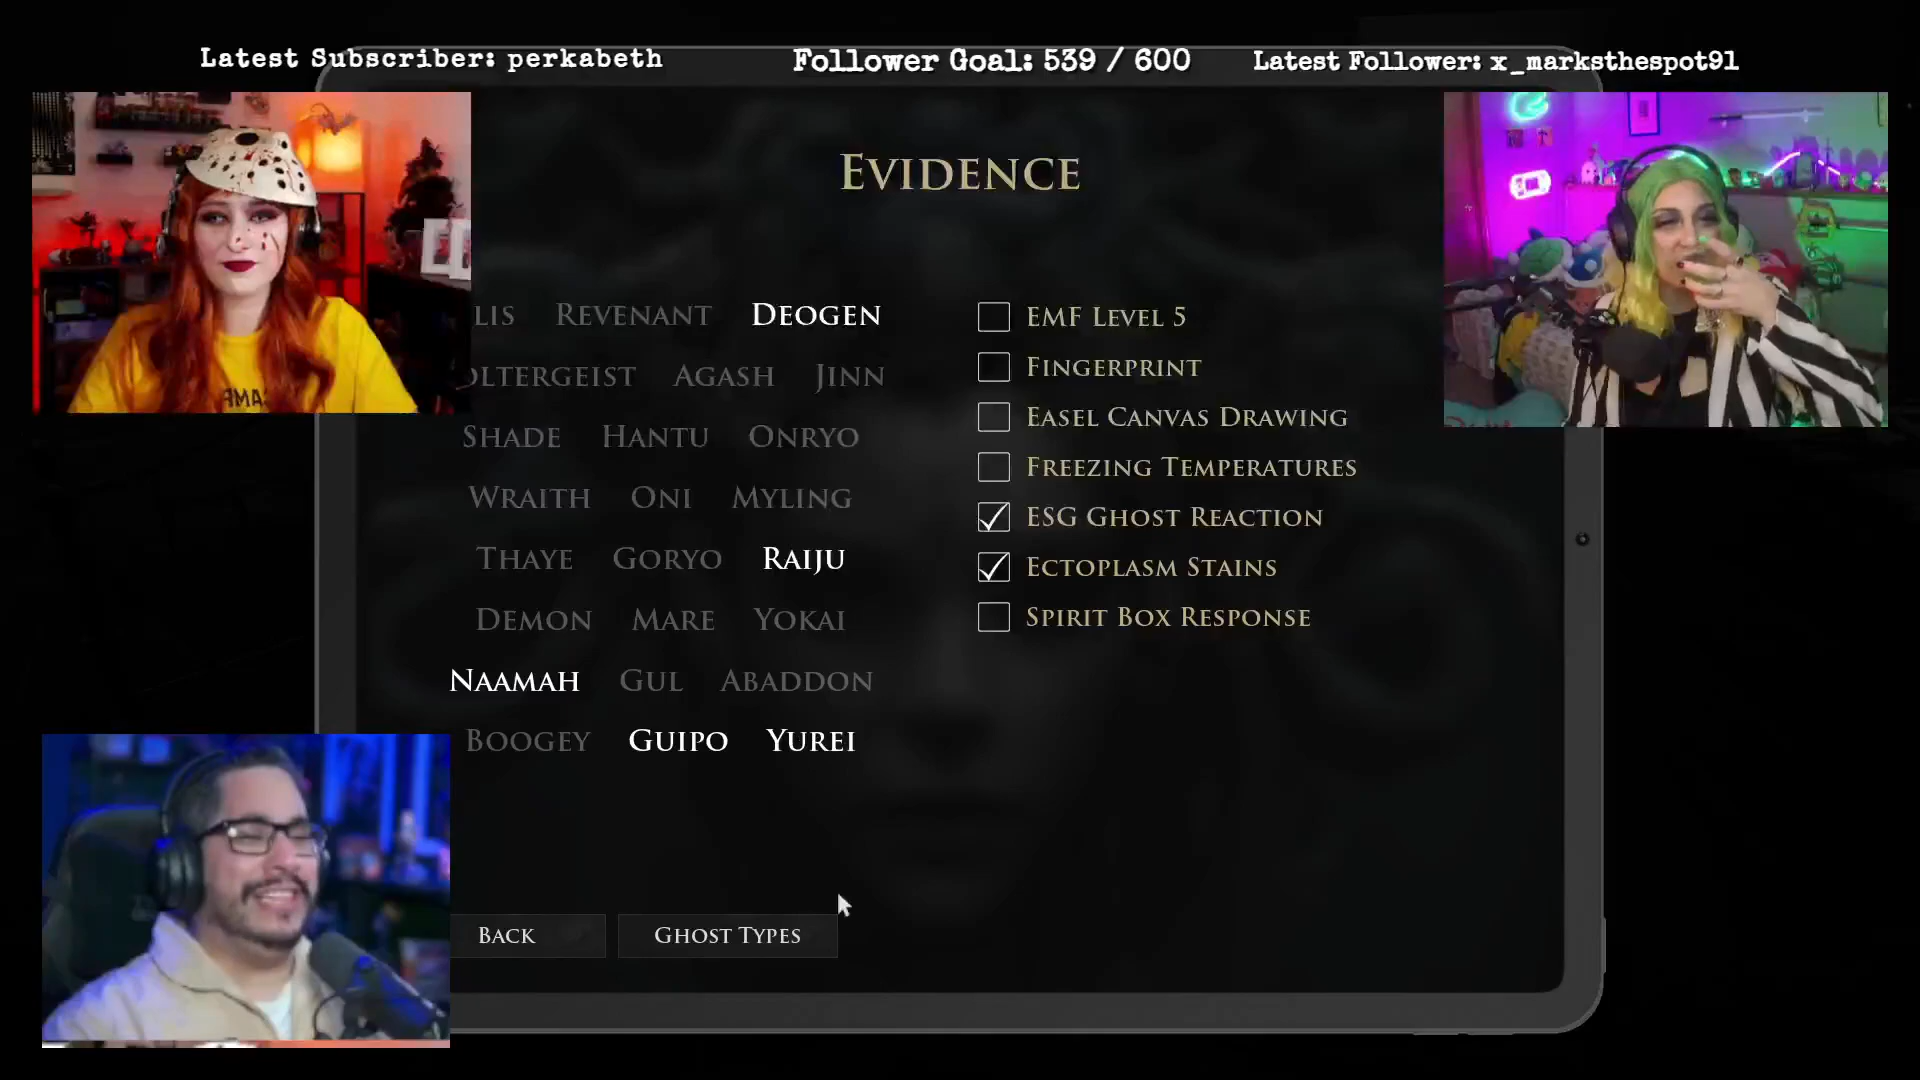 Latest Subscriber: perkabeth
Follower Goal: 539 / 600
Latest Follower: x_marksthespot91
Evidence
Revenant Deogen
Agash Jinn
Shade Hantu Onryo
Wraith Oni Myling
Thaye Goryo Raiju
Demon Mare Yokai
Naamah Gul Abaddon
Boogey Guipo Yurei
EMF Level 5
Fingerprint
Easel Canvas Drawing
Freezing Temperatures
ESG Ghost Reaction
Ectoplasm Stains
Spirit Box Response
Back
Ghost Types